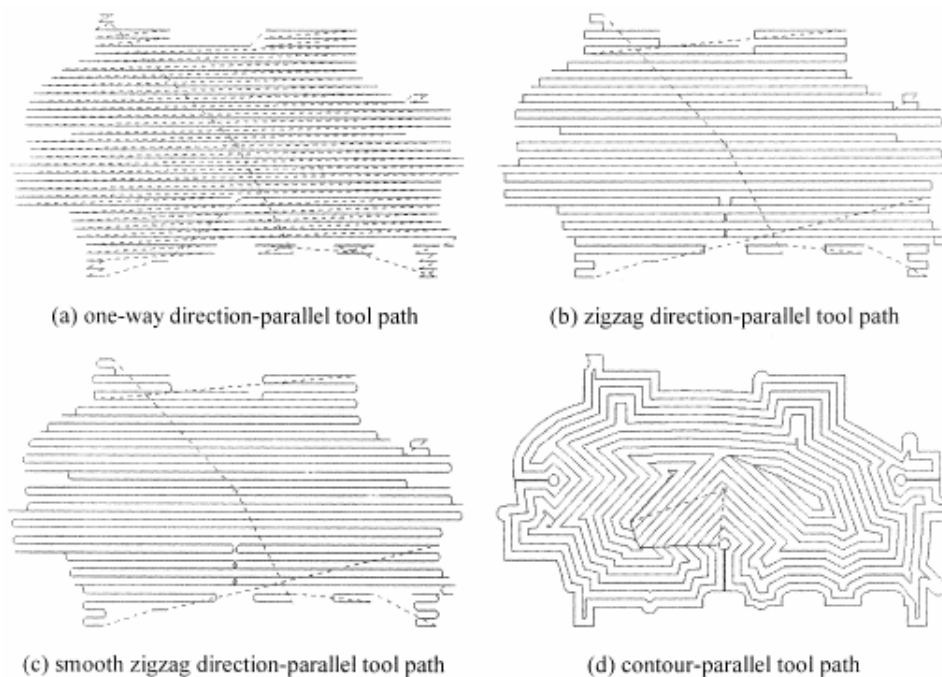 (a) one-way direction-parallel tool path
(b) zigzag direction-parallel tool path
(c) smooth zigzag direction-parallel tool path
(d) contour-parallel tool path